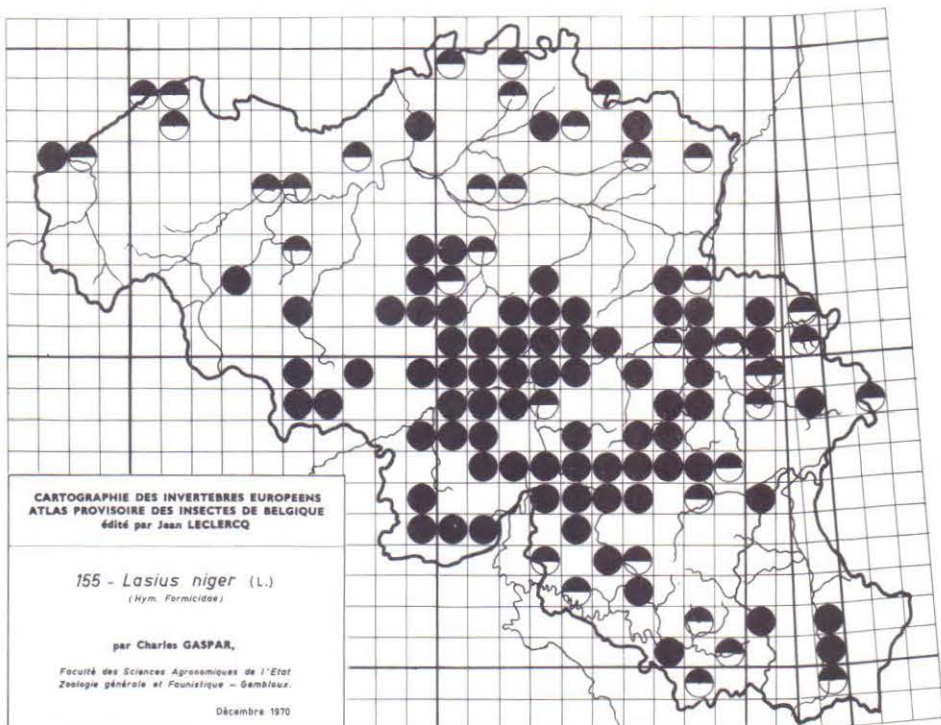 CARTOGRAPHIE DES INVERTEBRES EUROPEENS
ATLAS PROVISOIRE DES INSECTES DE BELGIQUE
édité par Jean LECLERCQ
155 - Lasius niger (L.)
(Hym. Formicidae)
par Charles GASPAR,
Faculté des Sciences Agronomiques de l'Etat
Zoologie générale et Faunistique - Gembloux.
Décembre 1970